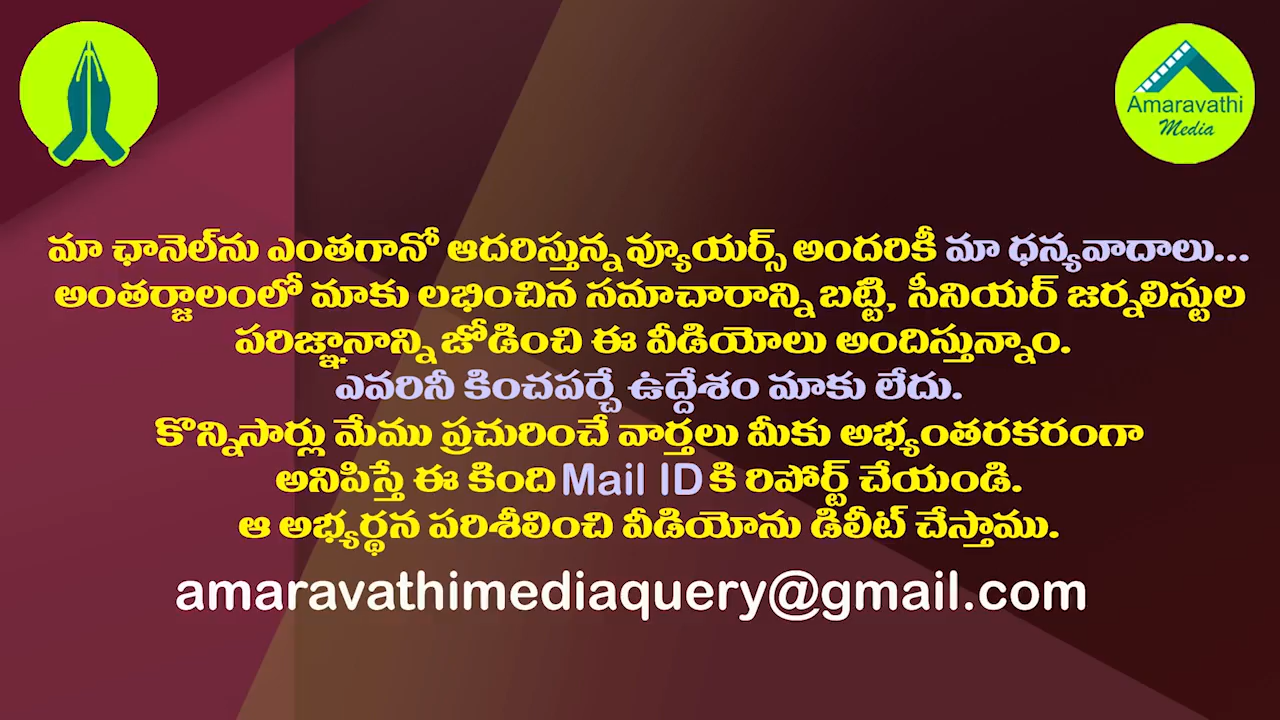 Amaravathi
Media
మా ఛానెల్‌ను ఎంతగానో ఆదరిస్తున్న వ్యూయర్స్ అందరికీ మా ధన్యవాదాలు...
అంతర్జాలంలో మాకు లభించిన సమాచారాన్ని బట్టి, సీనియర్ జర్నలిస్టుల
పరిజ్ఞానాన్ని జోడించి ఈ వీడియోలు అందిస్తున్నాం.
ఎవరినీ కించపర్చే ఉద్దేశం మాకు లేదు.
కొన్నిసార్లు మేము ప్రచురించే వార్తలు మీకు అభ్యంతరకరంగా
అనిపిస్తే ఈ కింది Mail ID కి రిపోర్ట్ చేయండి.
ఆ అభ్యర్థన పరిశీలించి వీడియోను డిలీట్ చేస్తాము.
amaravathimediaquery@gmail.com